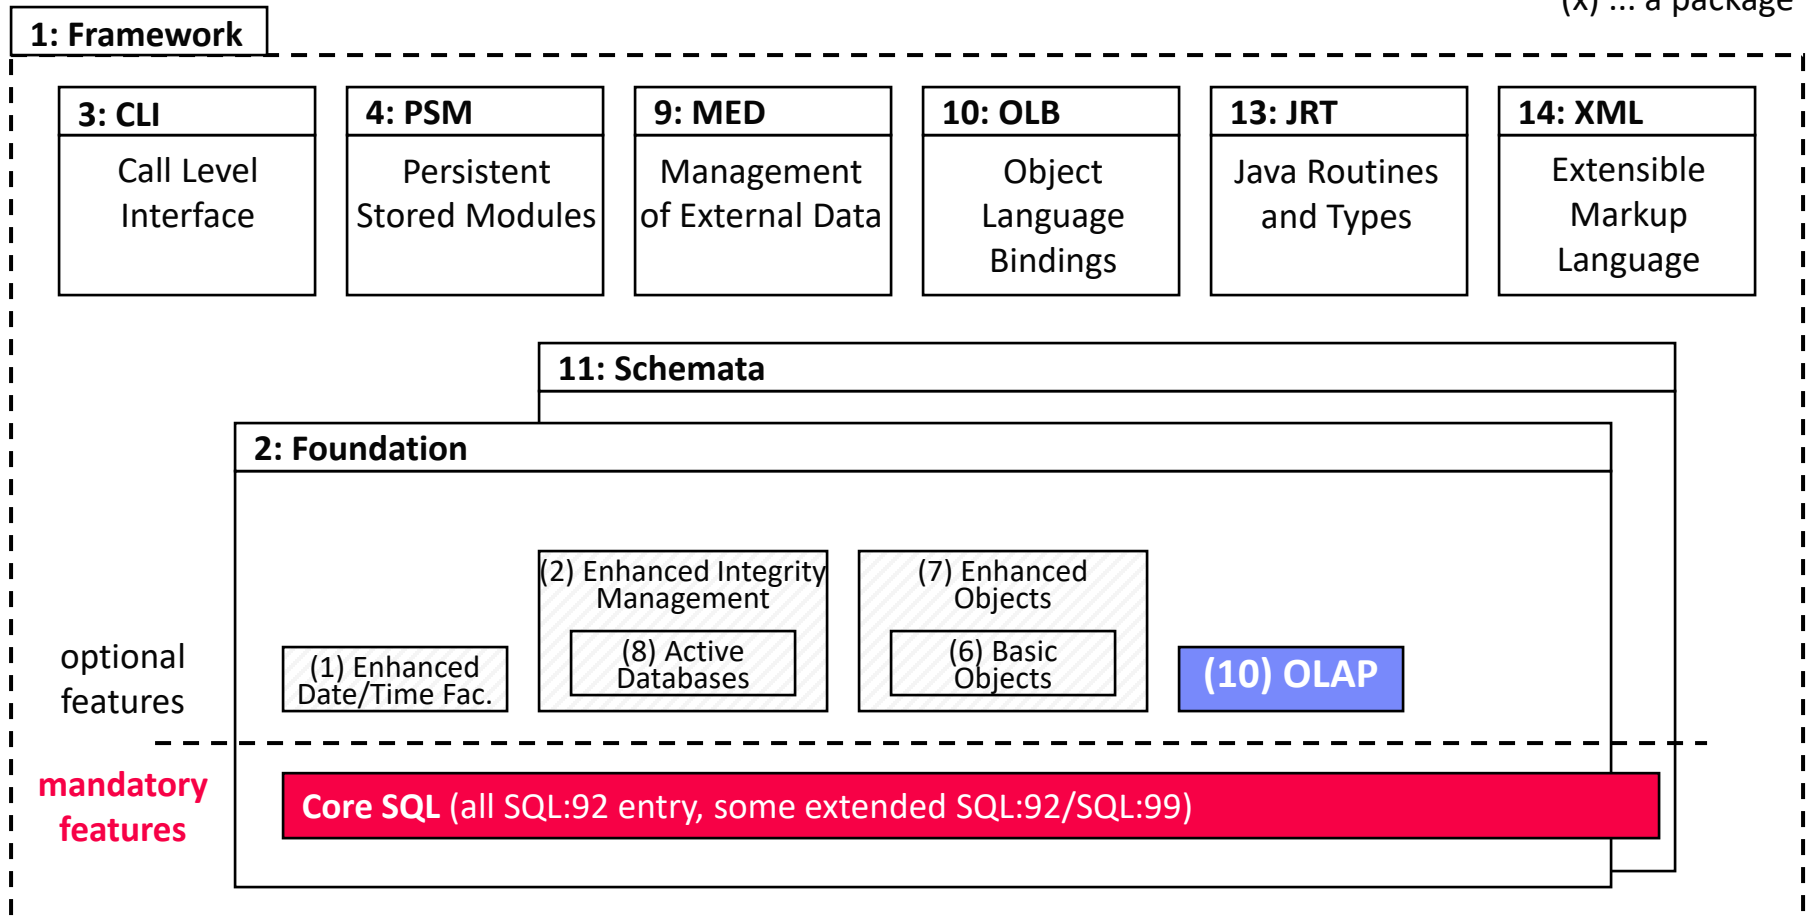 (x) ... a package
1: Framework
3: CLI
Call Level
Interface
4: PSM
Persistent
Stored Modules
9: MED
Management
of External Data
10: OLB
Object
Language
Bindings
13: JRT
Java Routines
and Types
14: XML
Extensible
Markup
Language
11: Schemata
2: Foundation
(2) Enhanced Integrity
Management
(8) Active
Databases
(7) Enhanced
Objects
(6) Basic
Objects
optional
features
(1) Enhanced
Date/Time Fac.
(10) OLAP
mandatory
features
Core SQL (all SQL:92 entry, some extended SQL:92/SQL:99)